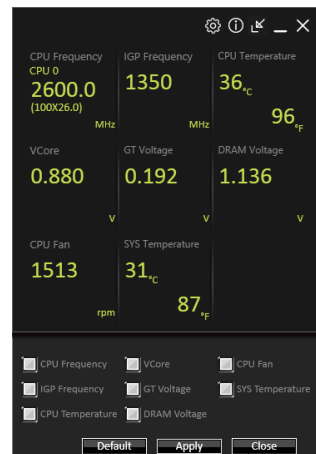 CPU Frequency
CPU 0
2600.0
(100X26.0)
MHz
IGP Frequency
1350
MHz
CPU Temperature
36°C
96°F
VCore
0.880
V
GT Voltage
0.192
V
DRAM Voltage
1.136
V
CPU Fan
1513
rpm
SYS Temperature
31°C
87°F
CPU Frequency
VCore
CPU Fan
IGP Frequency
GT Voltage
SYS Temperature
CPU Temperature
DRAM Voltage
Default
Apply
Close